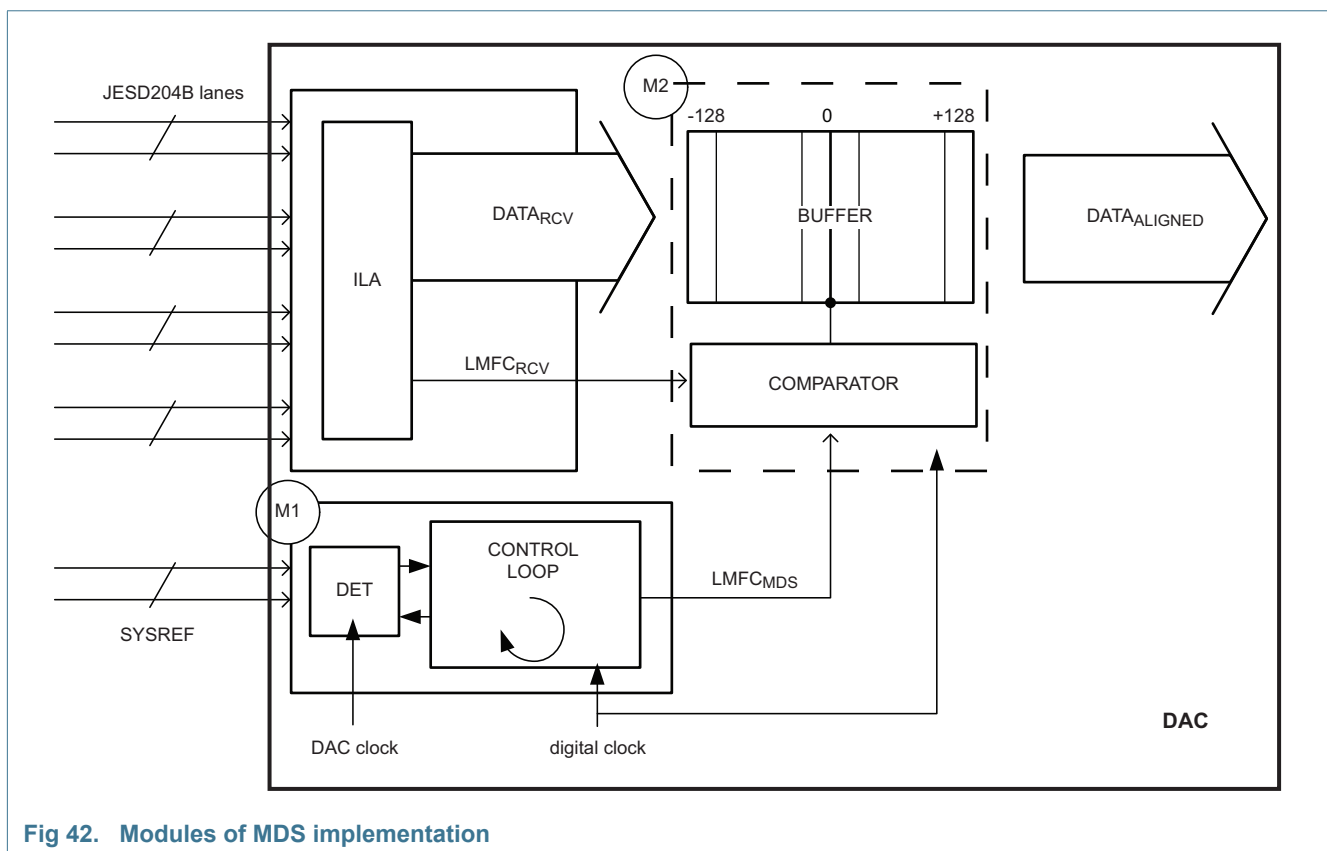 JESD204B lanes
M2
-128 0 +128
DATARCV
BUFFER
DATAALIGNED
ILA
LMFCRCV
COMPARATOR
M1
CONTROL
LOOP
DET
LMFCMDS
SYSREF
DAC
DAC clock
digital clock
Fig 42. Modules of MDS implementation